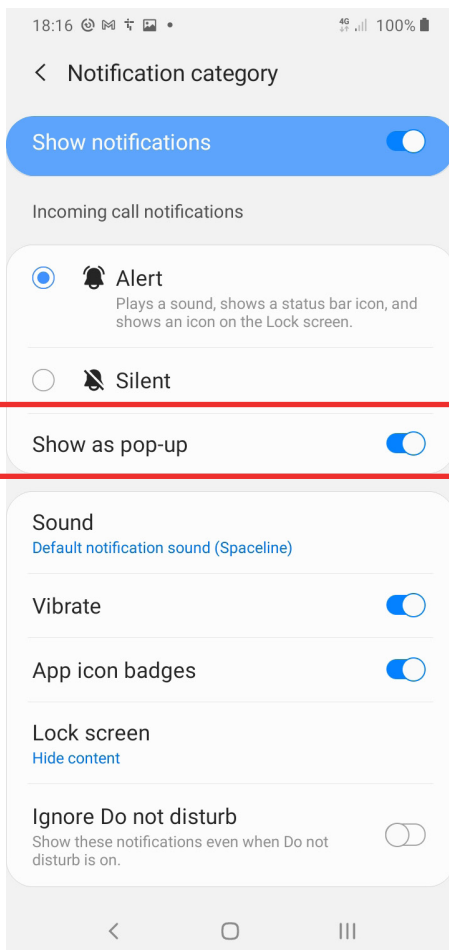 18:16
4G
100%
Notification category
Show notifications
Incoming call notifications
Alert
Plays a sound, shows a status bar icon, and
shows an icon on the Lock screen.
Silent
Show as pop-up
Sound
Default notification sound (Spaceline)
Vibrate
App icon badges
Lock screen
Hide content
Ignore Do not disturb
Show these notifications even when Do not
disturb is on.